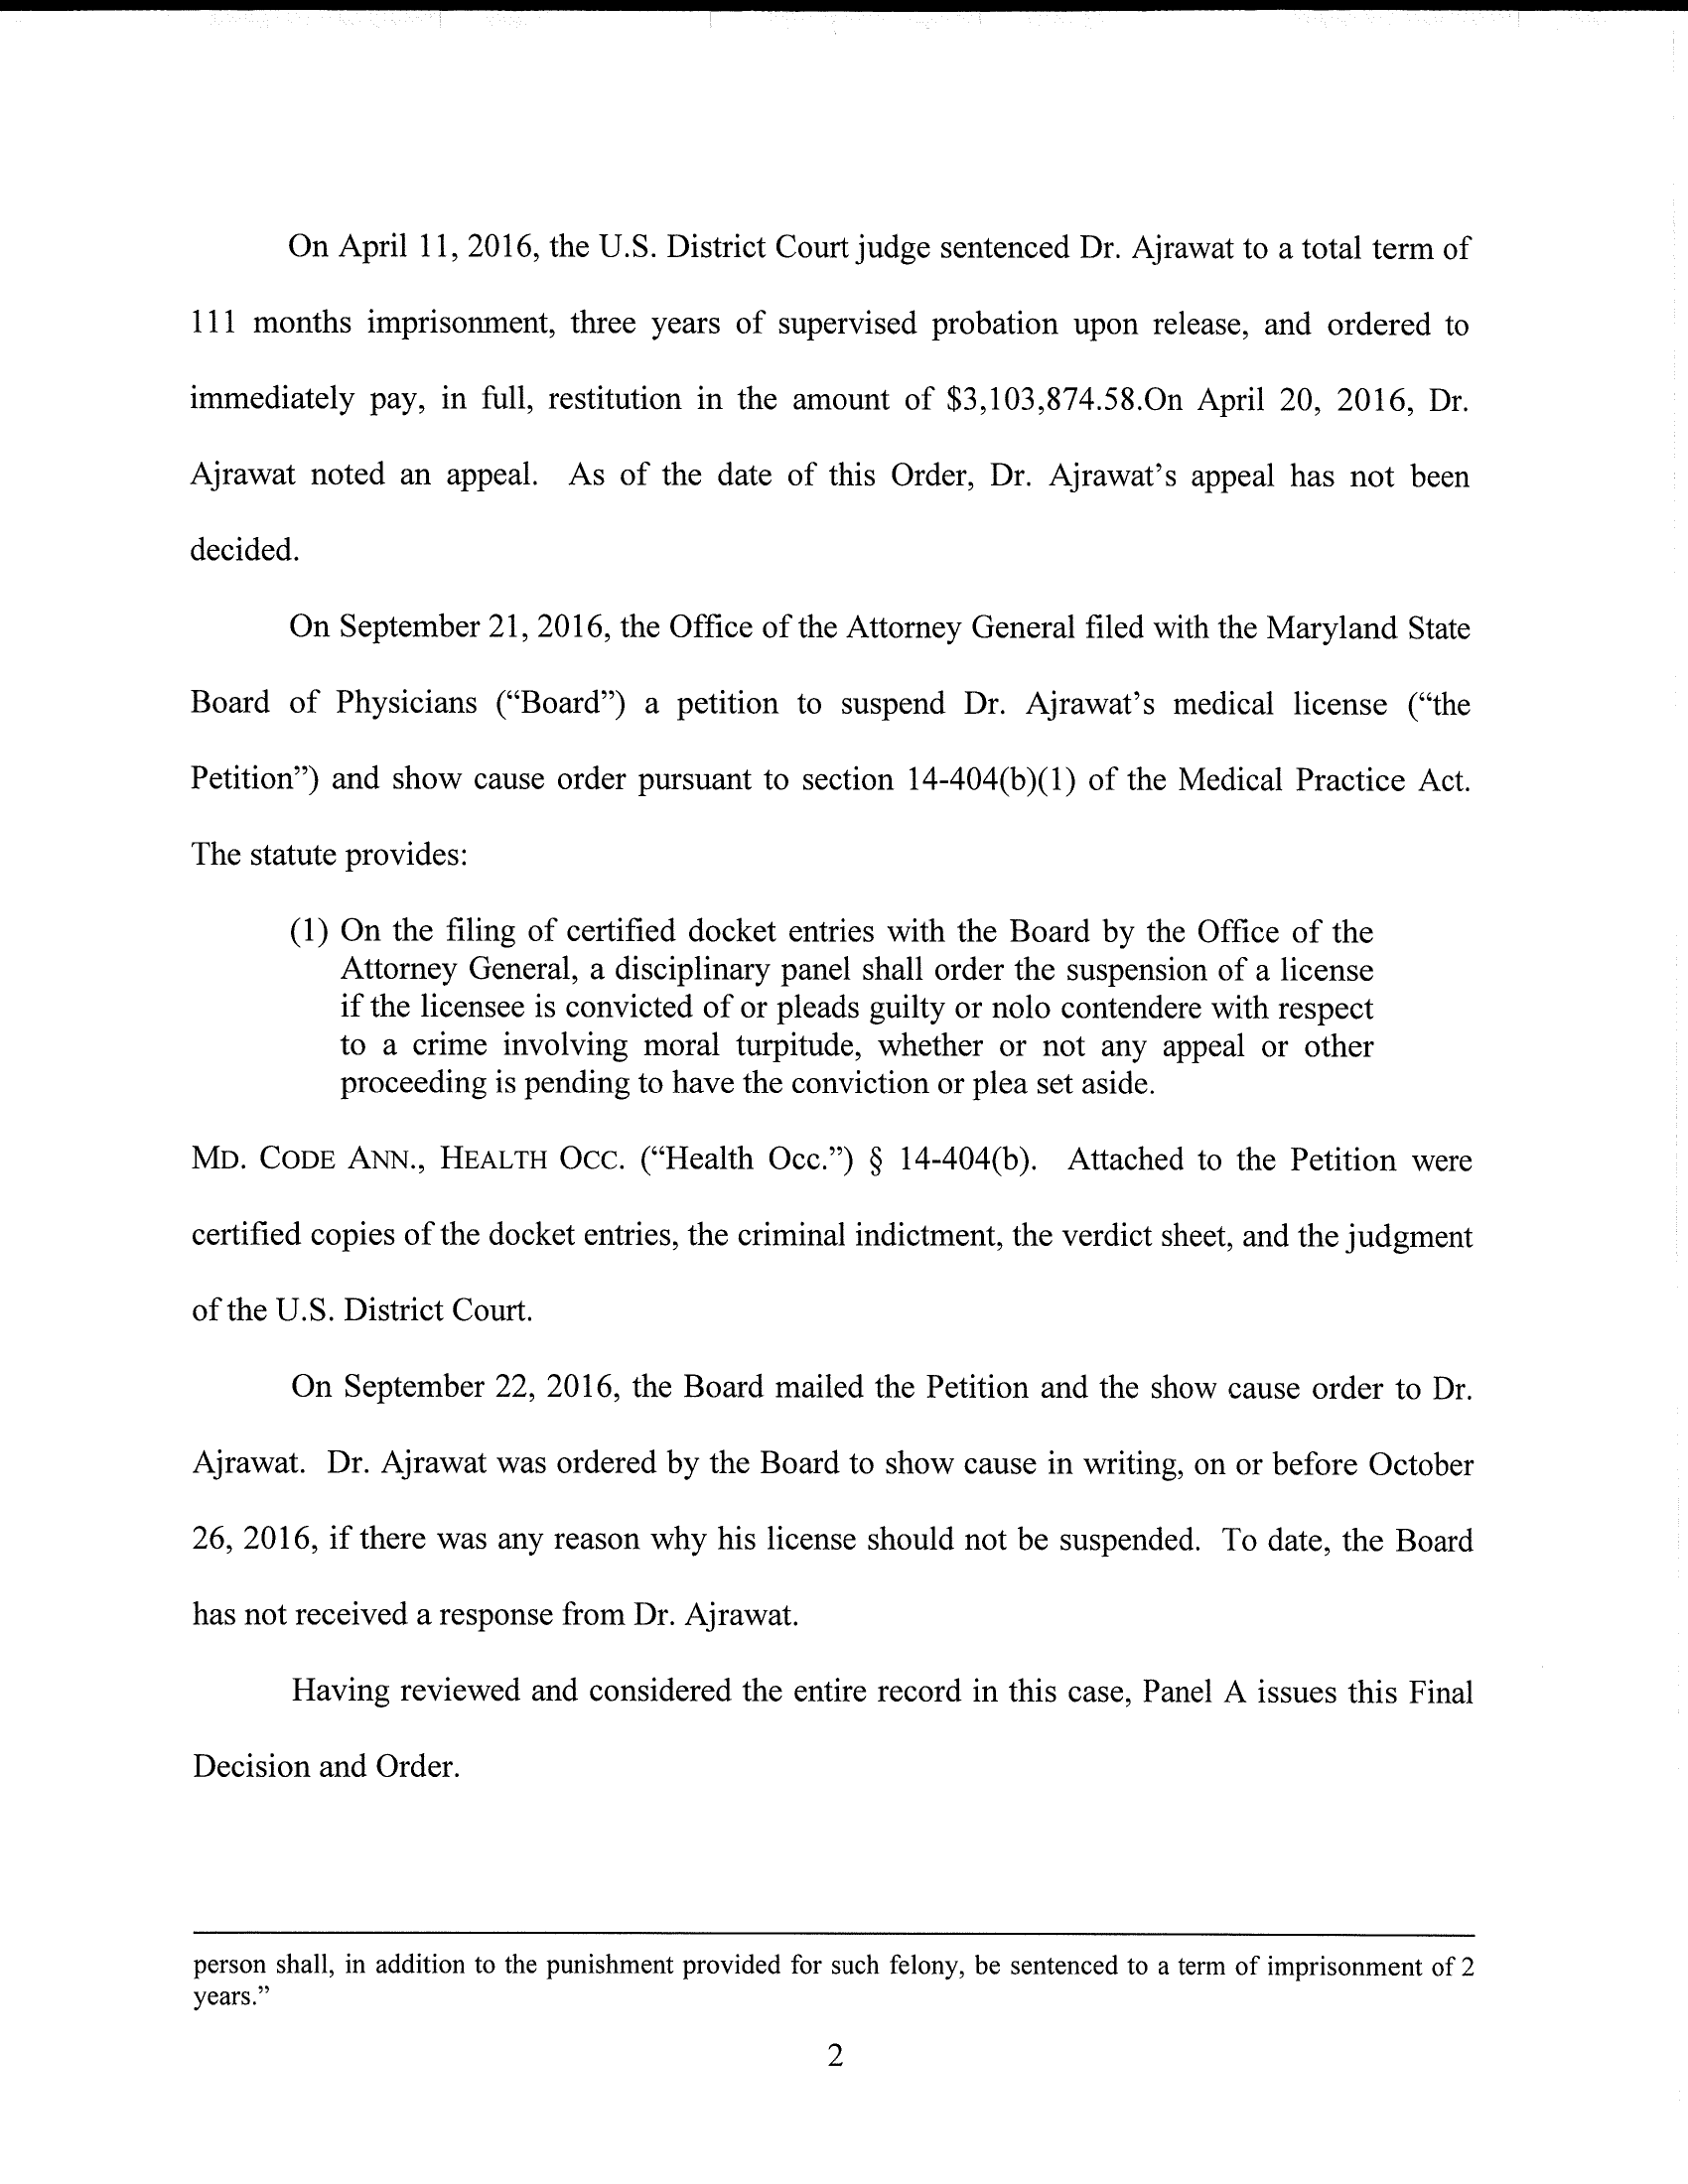 On April 11, 2016, the U.S. District Court judge sentenced Dr. Ajrawat to a total term of
111 months imprisonment, three years of supervised probation upon release, and ordered to
immediately pay, in full, restitution in the amount of $3,103,874.58.On April 20, 2016, Dr.
Ajrawat noted an appeal. As of the date of this Order, Dr. Ajrawat’s appeal has not been
decided.
On September 21, 2016, the Office of the Attorney General filed with the Maryland State
Board of Physicians (“Board”) a petition to suspend Dr. Ajrawat’s medical license (“the
Petition”) and show cause order pursuant to section 14-404(b)(1) of the Medical Practice Act.
The statute provides:
(1) On the filing of certified docket entries with the Board by the Office of the
Attorney General, a disciplinary panel shall order the suspension of a license
if the licensee is convicted of or pleads guilty or nolo contendere with respect
to a crime involving moral turpitude, whether or not any appeal or other
proceeding is pending to have the conviction or plea set aside.
MD. CODE ANN., HEALTH OCC. (“Health Occ.”) § 14-404(b). Attached to the Petition were
certified copies of the docket entries, the criminal indictment, the verdict sheet, and the judgment
of the U.S. District Court.
On September 22, 2016, the Board mailed the Petition and the show cause order to Dr.
Ajrawat. Dr. Ajrawat was ordered by the Board to show cause in writing, on or before October
26, 2016, if there was any reason why his license should not be suspended. To date, the Board
has not received a response from Dr. Ajrawat.
Having reviewed and considered the entire record in this case, Panel A issues this Final
Decision and Order.
person shall, in addition to the punishment provided for such felony, be sentenced to a term of imprisonment of 2
years.”
2